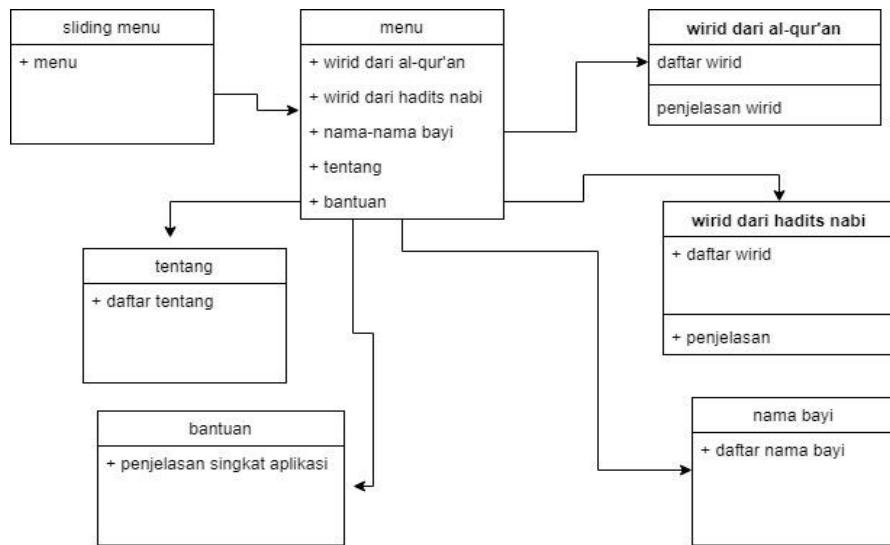 sliding menu
+ menu
menu
+ wirid dari al-qur'an
+ wirid dari hadits nabi
+ nama-nama bayi
+ tentang
+ bantuan
wirid dari al-qur'an
daftar wirid
penjelasan wirid
wirid dari hadits nabi
+ daftar wirid
+ penjelasan
tentang
+ daftar tentang
bantuan
+ penjelasan singkat aplikasi
nama bayi
+ daftar nama bayi